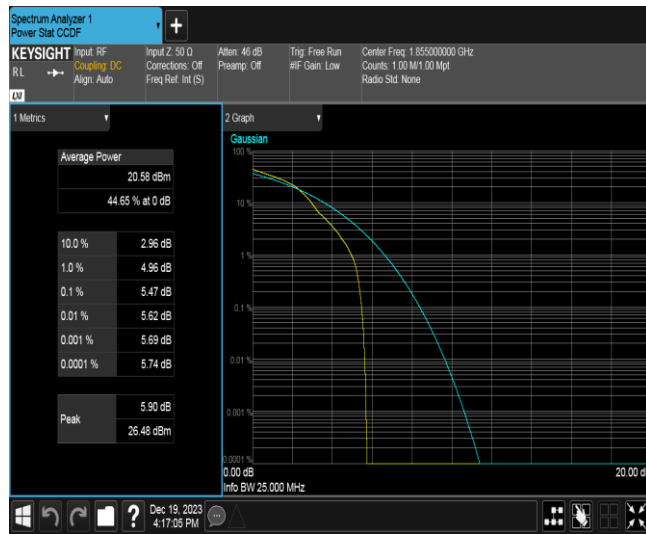 Spectrum Analyzer 1
Power Stat CCDF
+
KEYSIGHT
RL
LXI
Input: RF
Coupling: DC
Align: Auto
Input Z: 50 Ω
Corrections: Off
Freq Ref: Int (S)
Atten: 46 dB
Preamp: Off
Trig: Free Run
#IF Gain: Low
Center Freq: 1.855000000 GHz
Counts: 1.00 M/1.00 Mpt
Radio Std: None
1 Metrics
Average Power
20.58 dBm
44.65 % at 0 dB
10.0 % 2.96 dB
1.0 % 4.96 dB
0.1 % 5.47 dB
0.01 % 5.62 dB
0.001 % 5.69 dB
0.0001 % 5.74 dB
Peak
5.90 dB
26.48 dBm
2 Graph
Gaussian
100 %
10 %
1 %
0.1 %
0.01 %
0.001 %
0.0001 %
0.00 dB 20.00 d
Info BW 25.000 MHz
?
Dec 19, 2023
4:17:05 PM